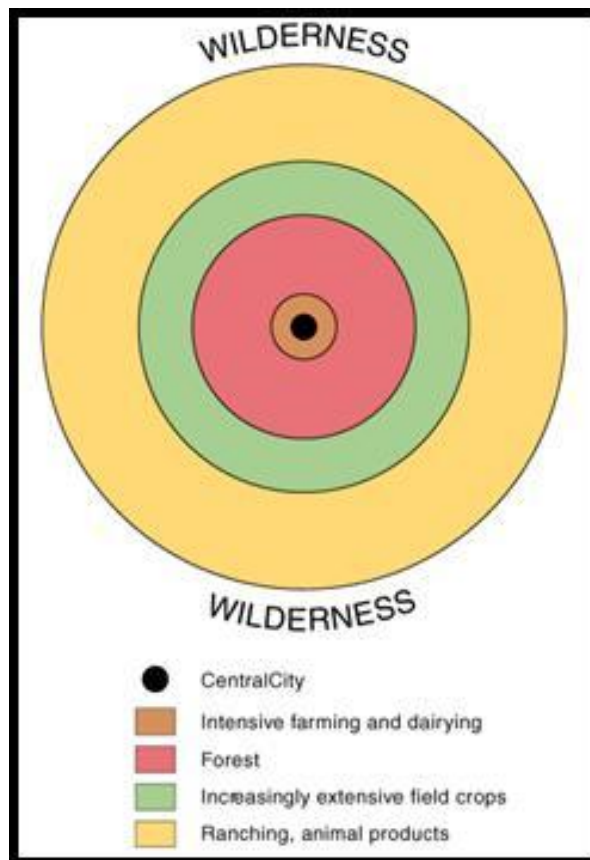 WILDERNESS
WILDERNESS
CentralCity
Intensive farming and dairying
Forest
Increasingly extensive field crops
Ranching, animal products